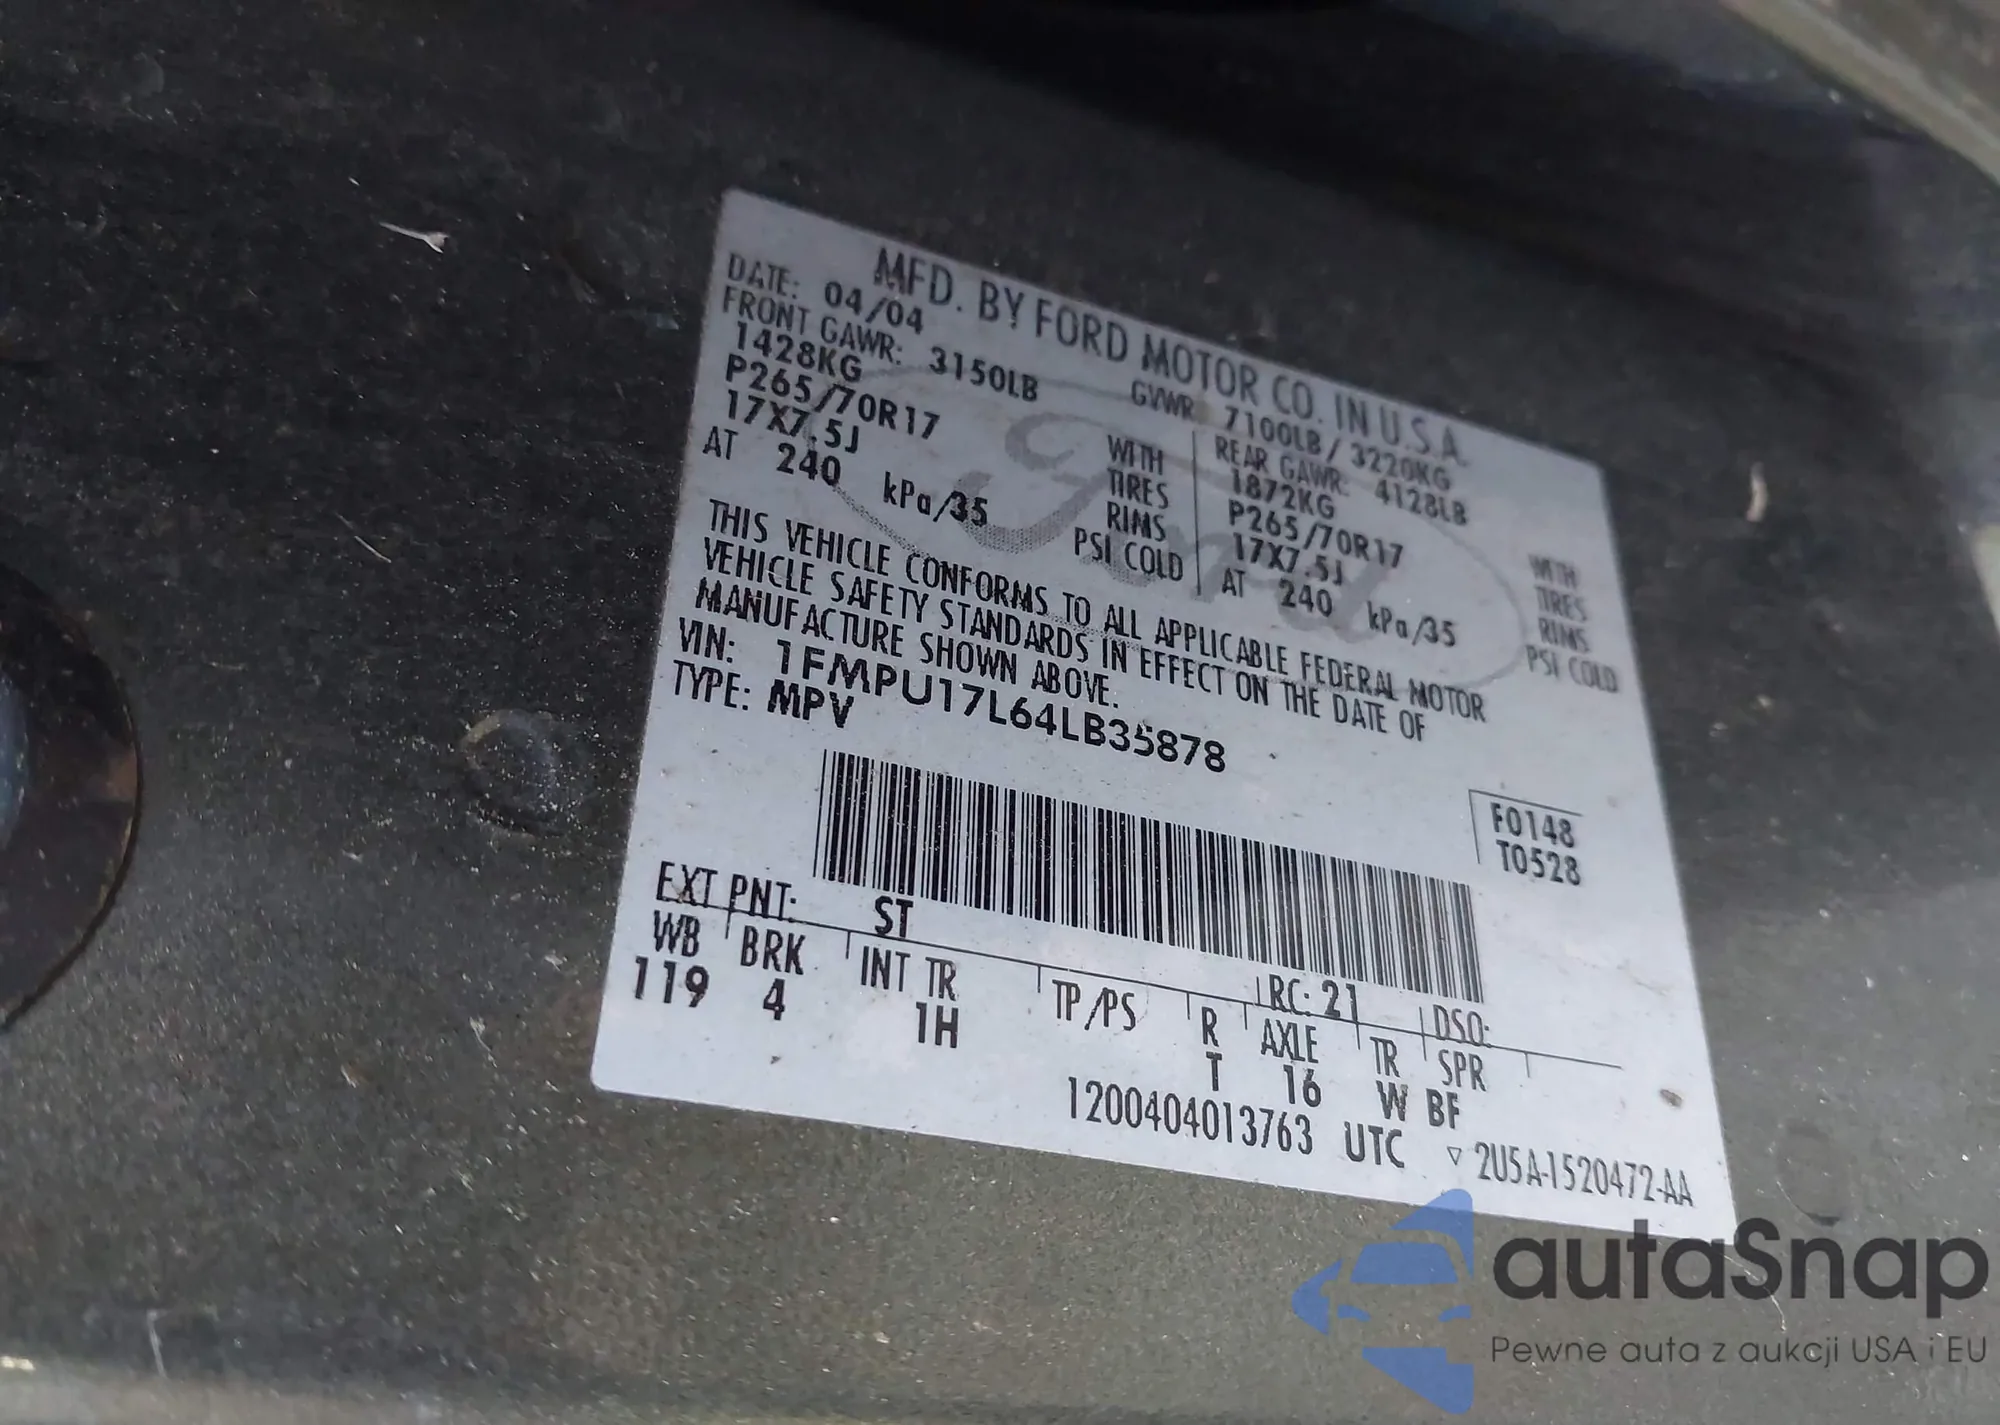 MFD. BY FORD MOTOR CO. IN U.S.A.
DATE: 04/04 GVWR 7100LB / 3220KG
FRONT GAWR: 3150LB REAR GAWR: 4128LB
1428KG WITH 1872KG WITH
P265/70R17 TIRES P265/70R17 TIRES
17X7.5J RIMS 17X7.5J RIMS
AT 240 kPa/35 PSI COLD AT 240 kPa/35 PSI COLD
Ford
THIS VEHICLE CONFORMS TO ALL APPLICABLE FEDERAL MOTOR
VEHICLE SAFETY STANDARDS IN EFFECT ON THE DATE OF
MANUFACTURE SHOWN ABOVE.
VIN: 1FMPU17L64LB35878
TYPE: MPV
F0148
T0528
EXT PNT: ST RC: 21 DSO:
WB BRK INT TR TP/PS R AXLE TR SPR
119 4 1H T 16 W BF
1200404013763 UTC ▽ 2U5A-1520472-AA
autaSnap
Pewne auta z aukcji USA i EU